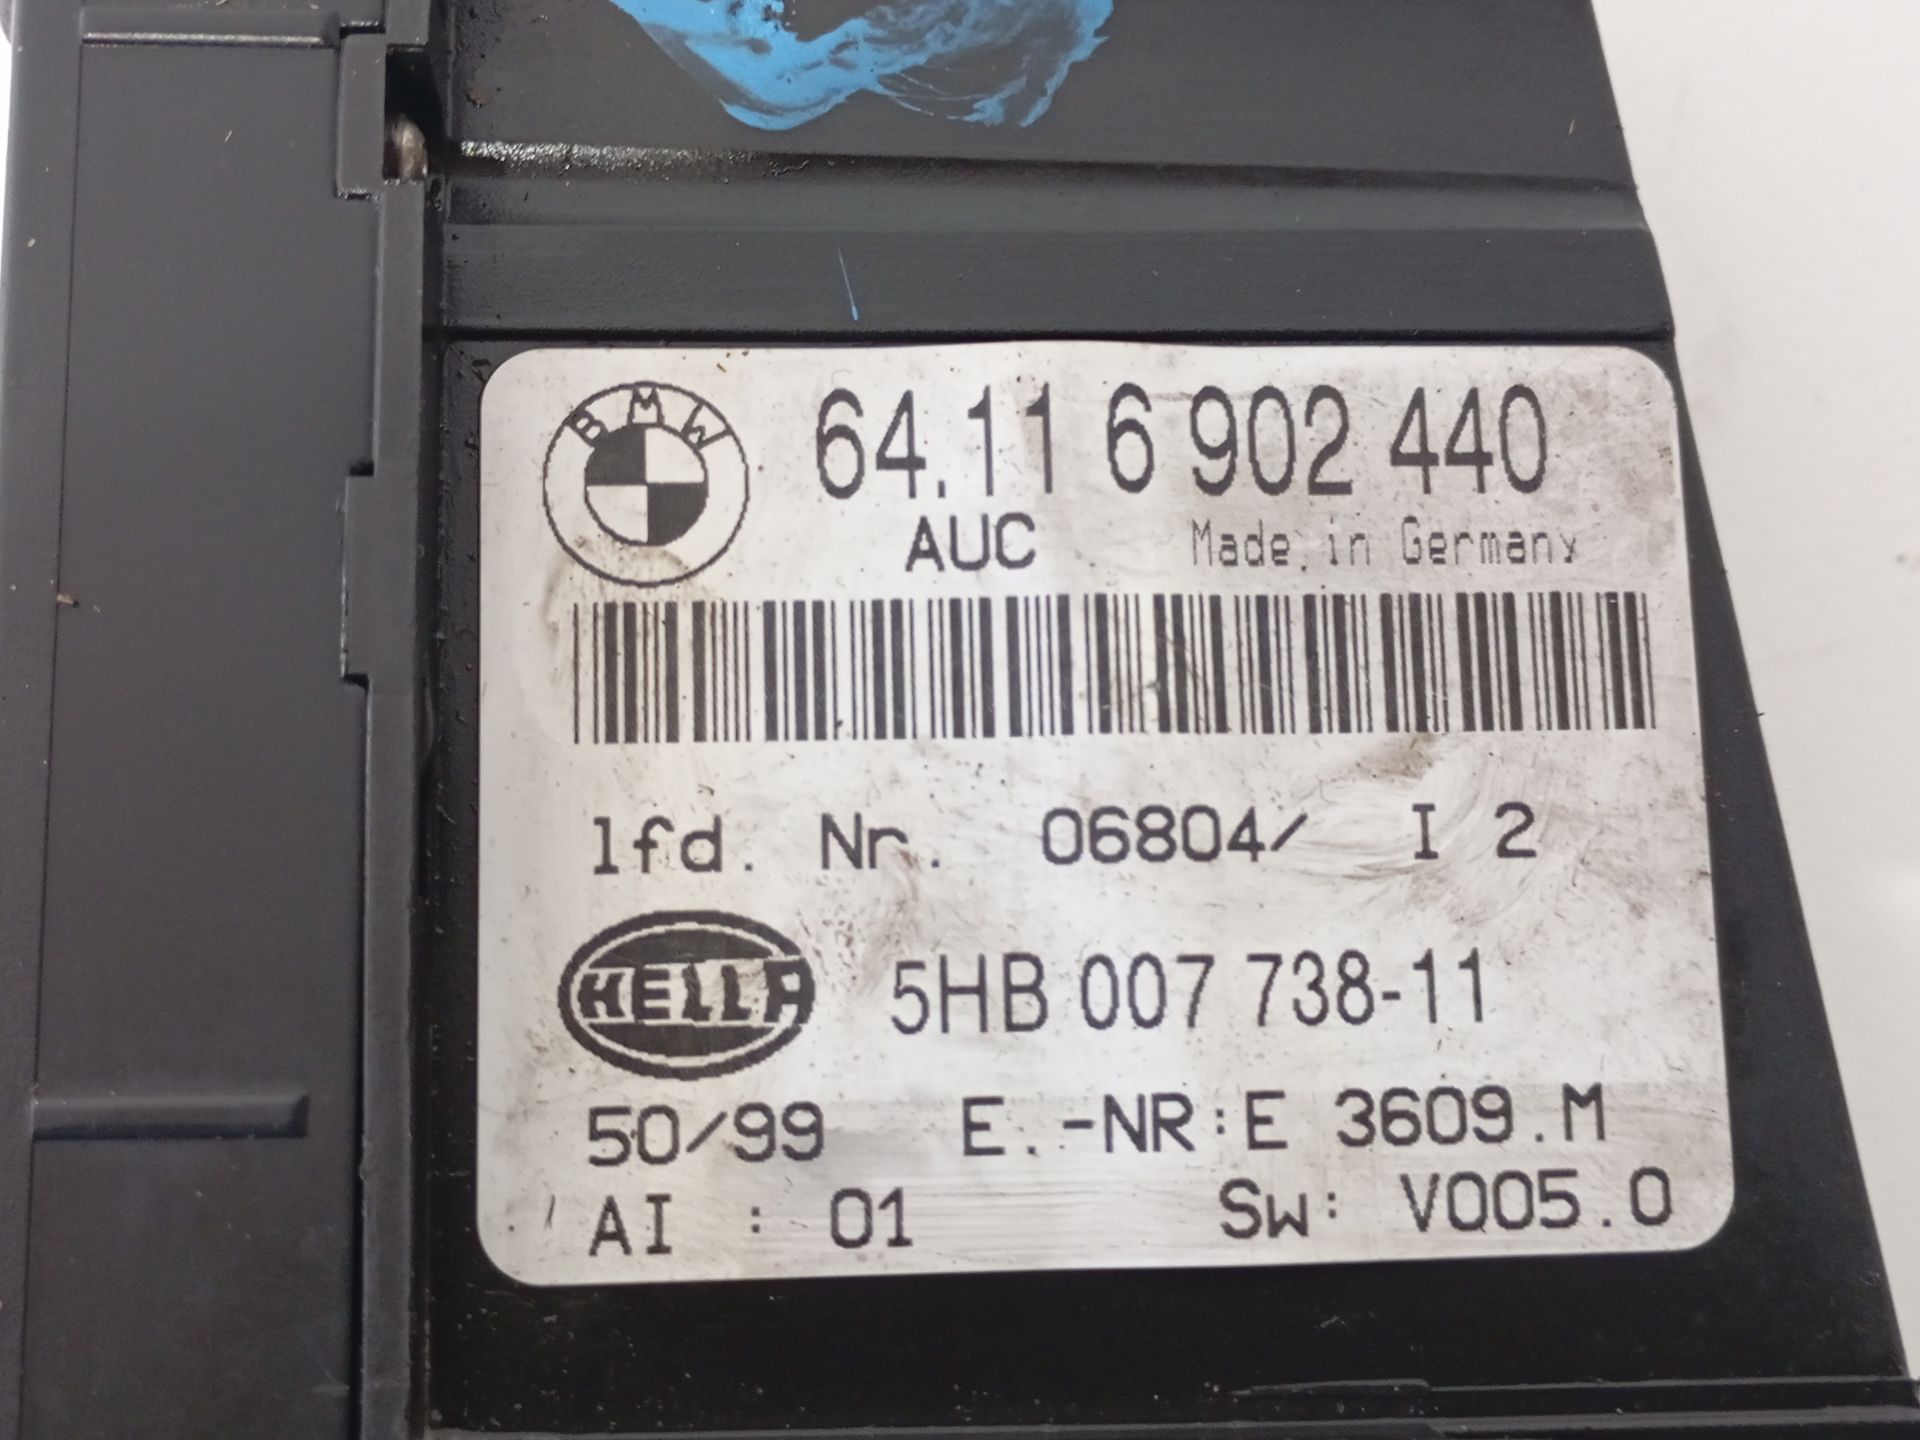 BMW 64.11 6 902 440
AUC Made in Germany
lfd. Nr. 06804/ I 2
HELLA 5HB 007 738-11
50/99 E.-NR:E 3609.M
AI : 01 Sw: V005.0